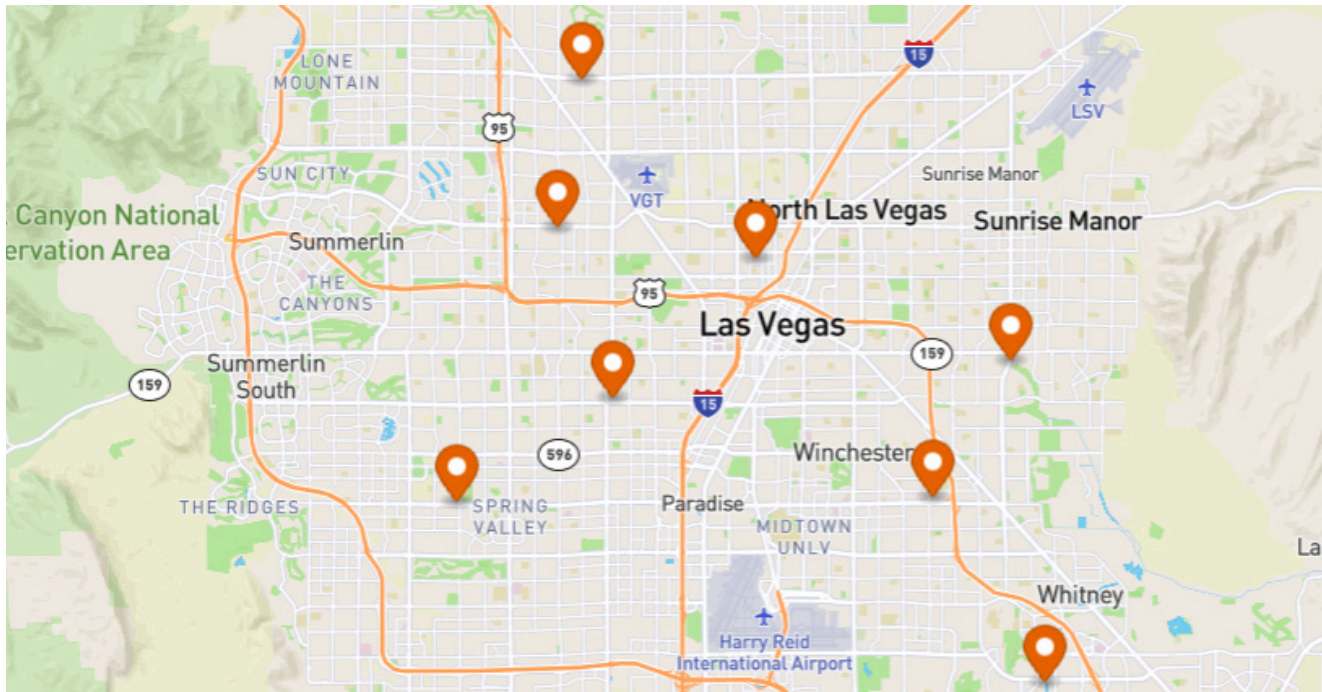 15
LONE
MOUNTAIN
LSV
95
SUN CITY
Sunrise Manor
VGT
Canyon National
ervation Area
North Las Vegas
Sunrise Manor
Summerlin
THE
CANYONS
95
Las Vegas
159
Summerlin
South
159
15
Winchester
596
THE RIDGES
SPRING
VALLEY
Paradise
MIDTOWN
UNLV
La
Whitney
Harry Reid
International Airport